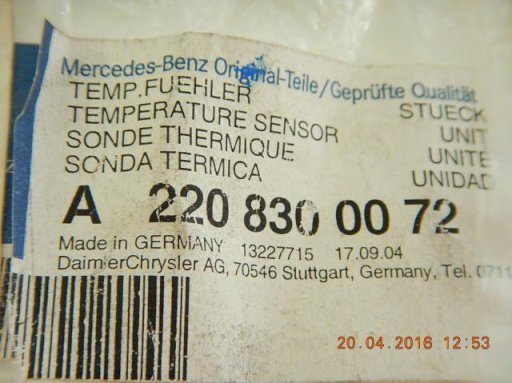 Mercedes-Benz Original-Teile/Geprüfte Qualität
TEMP.FUEHLER STUECK
TEMPERATURE SENSOR UNIT
SONDE THERMIQUE UNITE
SONDA TERMICA UNIDAD
A 220 830 00 72
Made in GERMANY 13227715 17.09.04
DaimlerChrysler AG, 70546 Stuttgart, Germany, Tel. 0711
20.04.2016 12:53